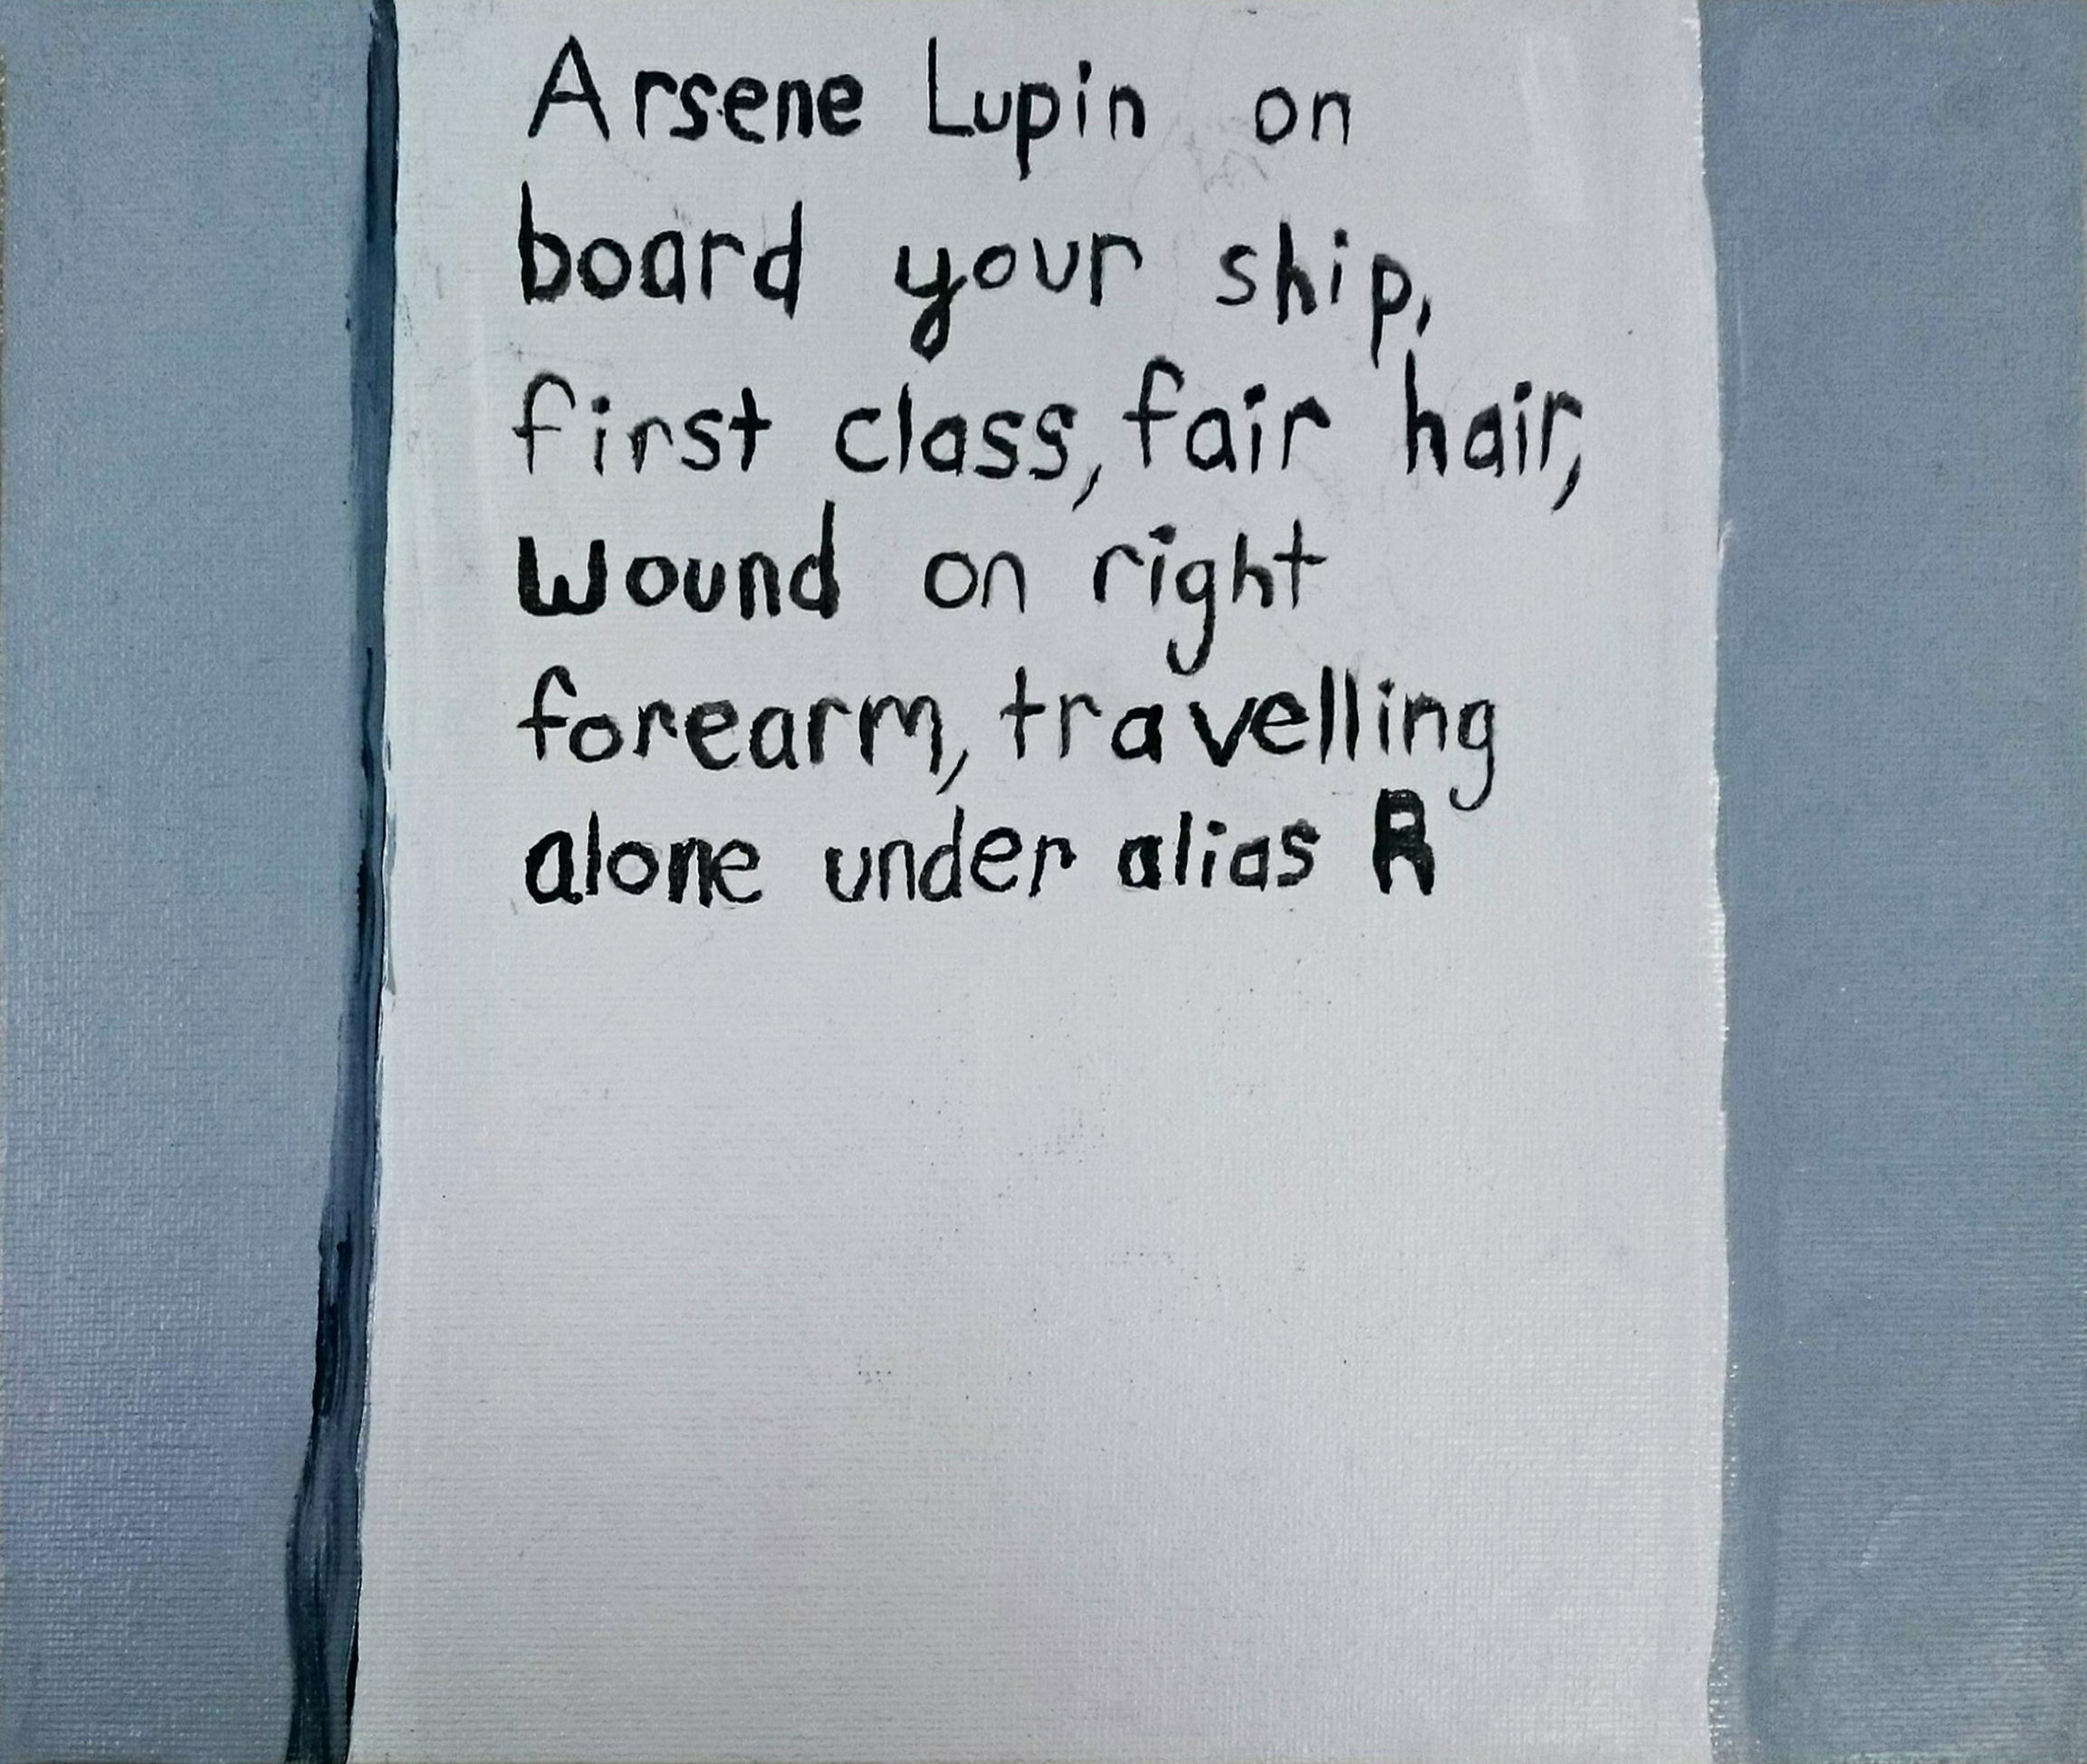 Arsene Lupin on
board your ship,
first class, fair hair,
wound on right
forearm, travelling
alone under alias R